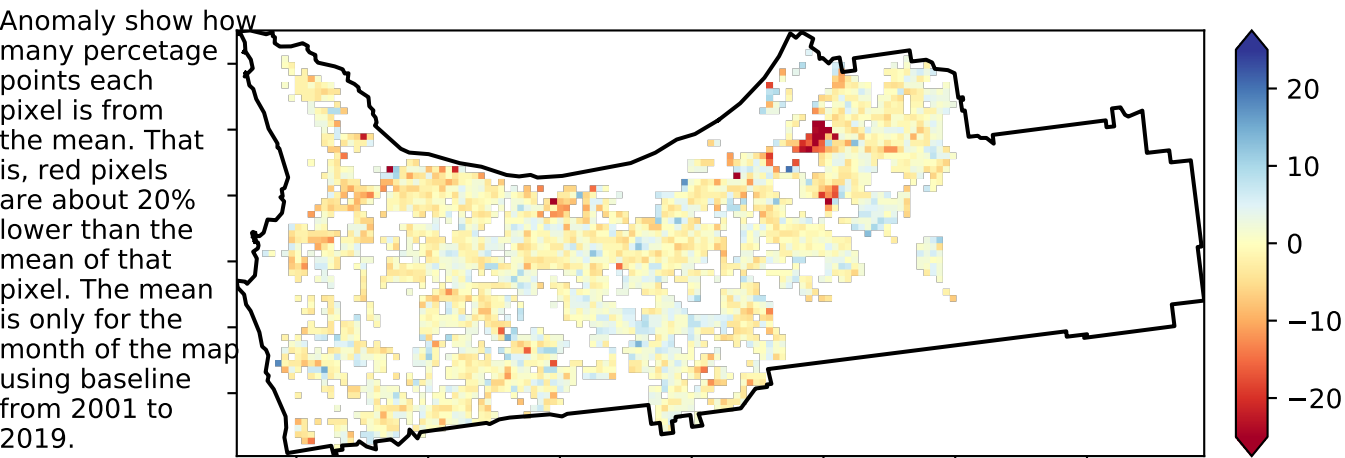 Anomaly show how
many percetage
points each
pixel is from
the mean. That
is, red pixels
are about 20%
lower than the
mean of that
pixel. The mean
is only for the
month of the map
using baseline
from 2001 to
2019.
20
10
0
−10
−20